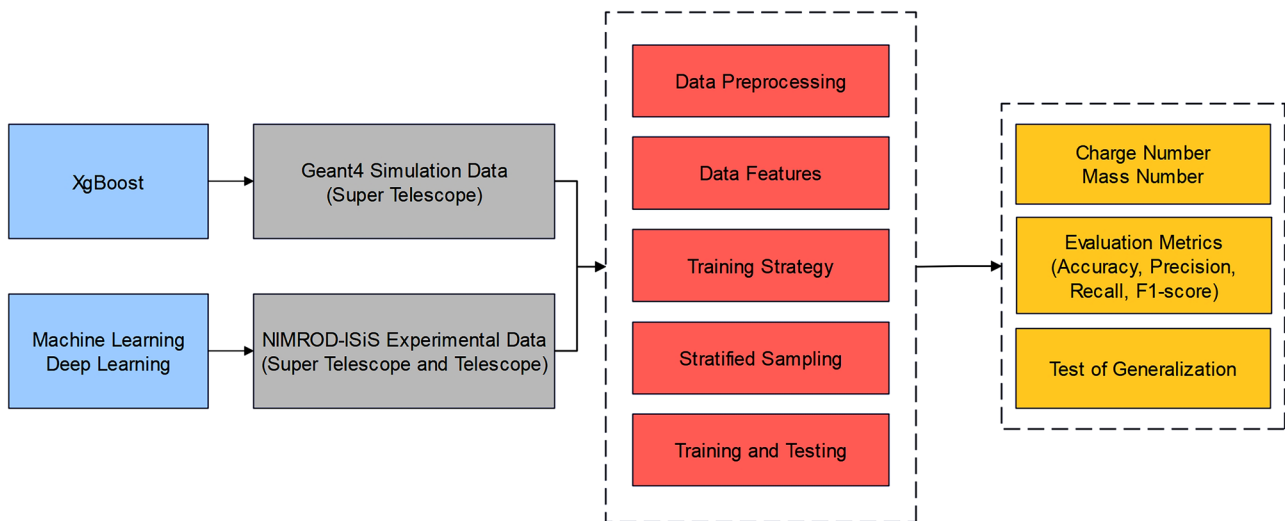 XgBoost
Machine Learning
Deep Learning
Geant4 Simulation Data
(Super Telescope)
NIMROD-ISiS Experimental Data
(Super Telescope and Telescope)
Data Preprocessing
Data Features
Training Strategy
Stratified Sampling
Training and Testing
Charge Number
Mass Number
Evaluation Metrics
(Accuracy, Precision,
Recall, F1-score)
Test of Generalization